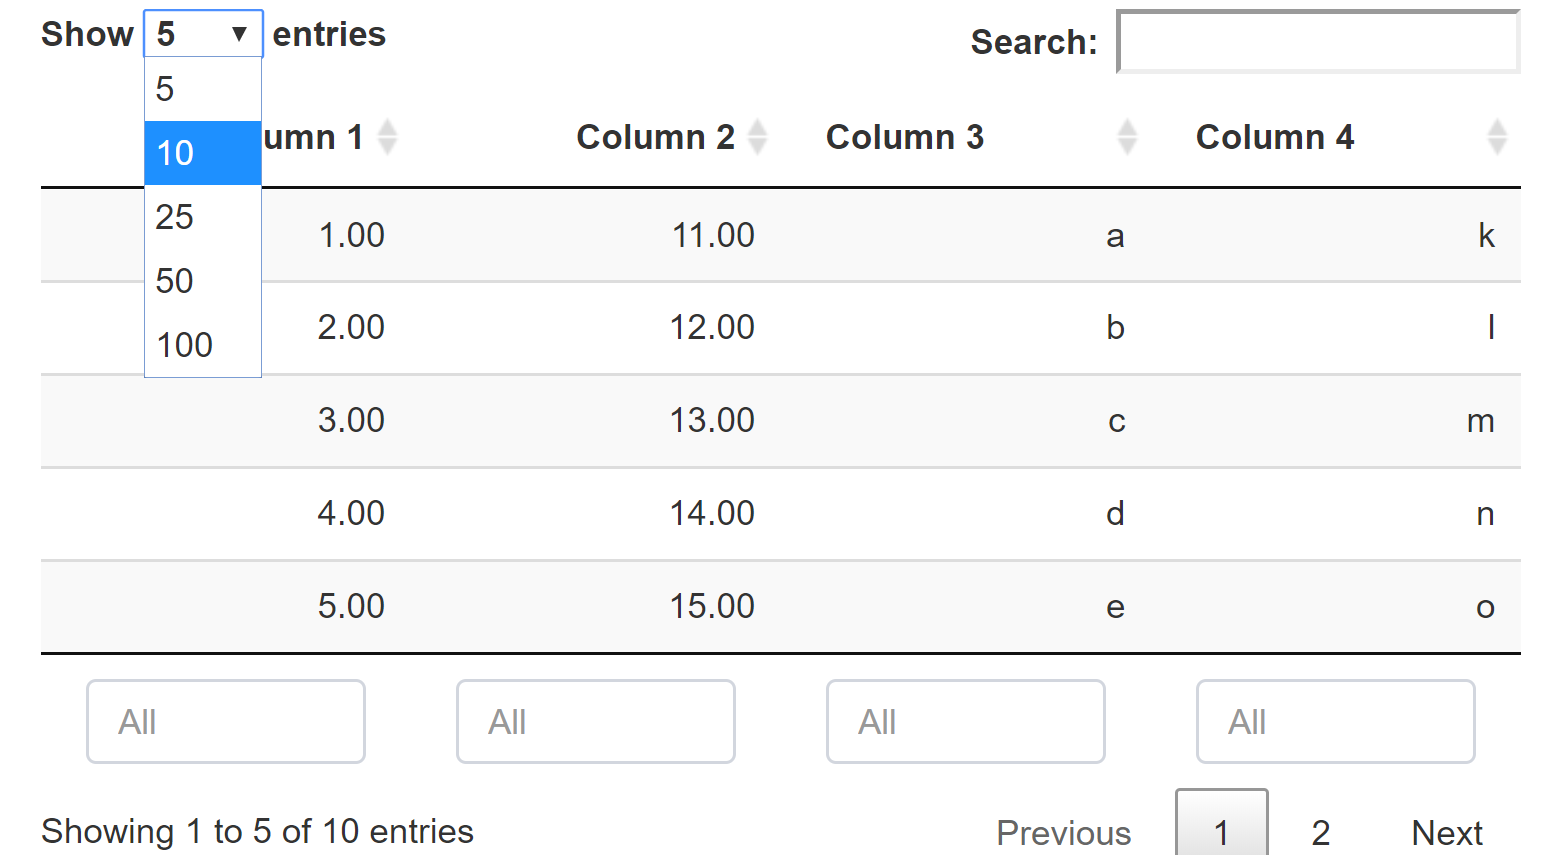 Show 5 ▼ entries
Search:
5
10
25
50
100
umn 1 Column 2 Column 3 Column 4
1.00 11.00 a k
2.00 12.00 b l
3.00 13.00 c m
4.00 14.00 d n
5.00 15.00 e o
All All All All
Showing 1 to 5 of 10 entries
Previous 1 2 Next